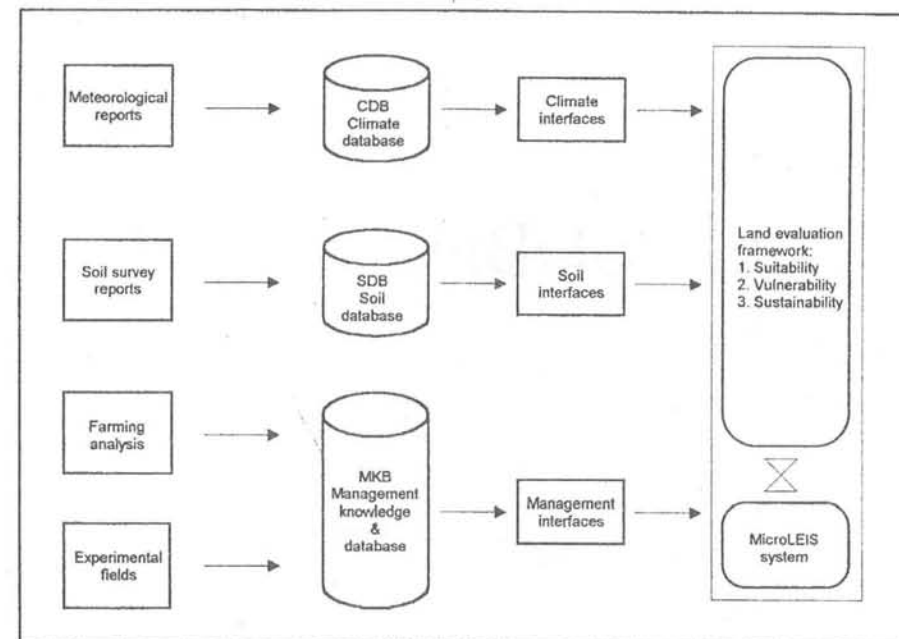 Meteorological
reports
CDB
Climate
database
Climate
interfaces
Soil survey
reports
SDB
Soil
database
Soil
interfaces
Land evaluation
framework:
1. Suitability
2. Vulnerability
3. Sustainability
Farming
analysis
MKB
Management
knowledge
&
database
Management
interfaces
Experimental
fields
MicroLEIS
system